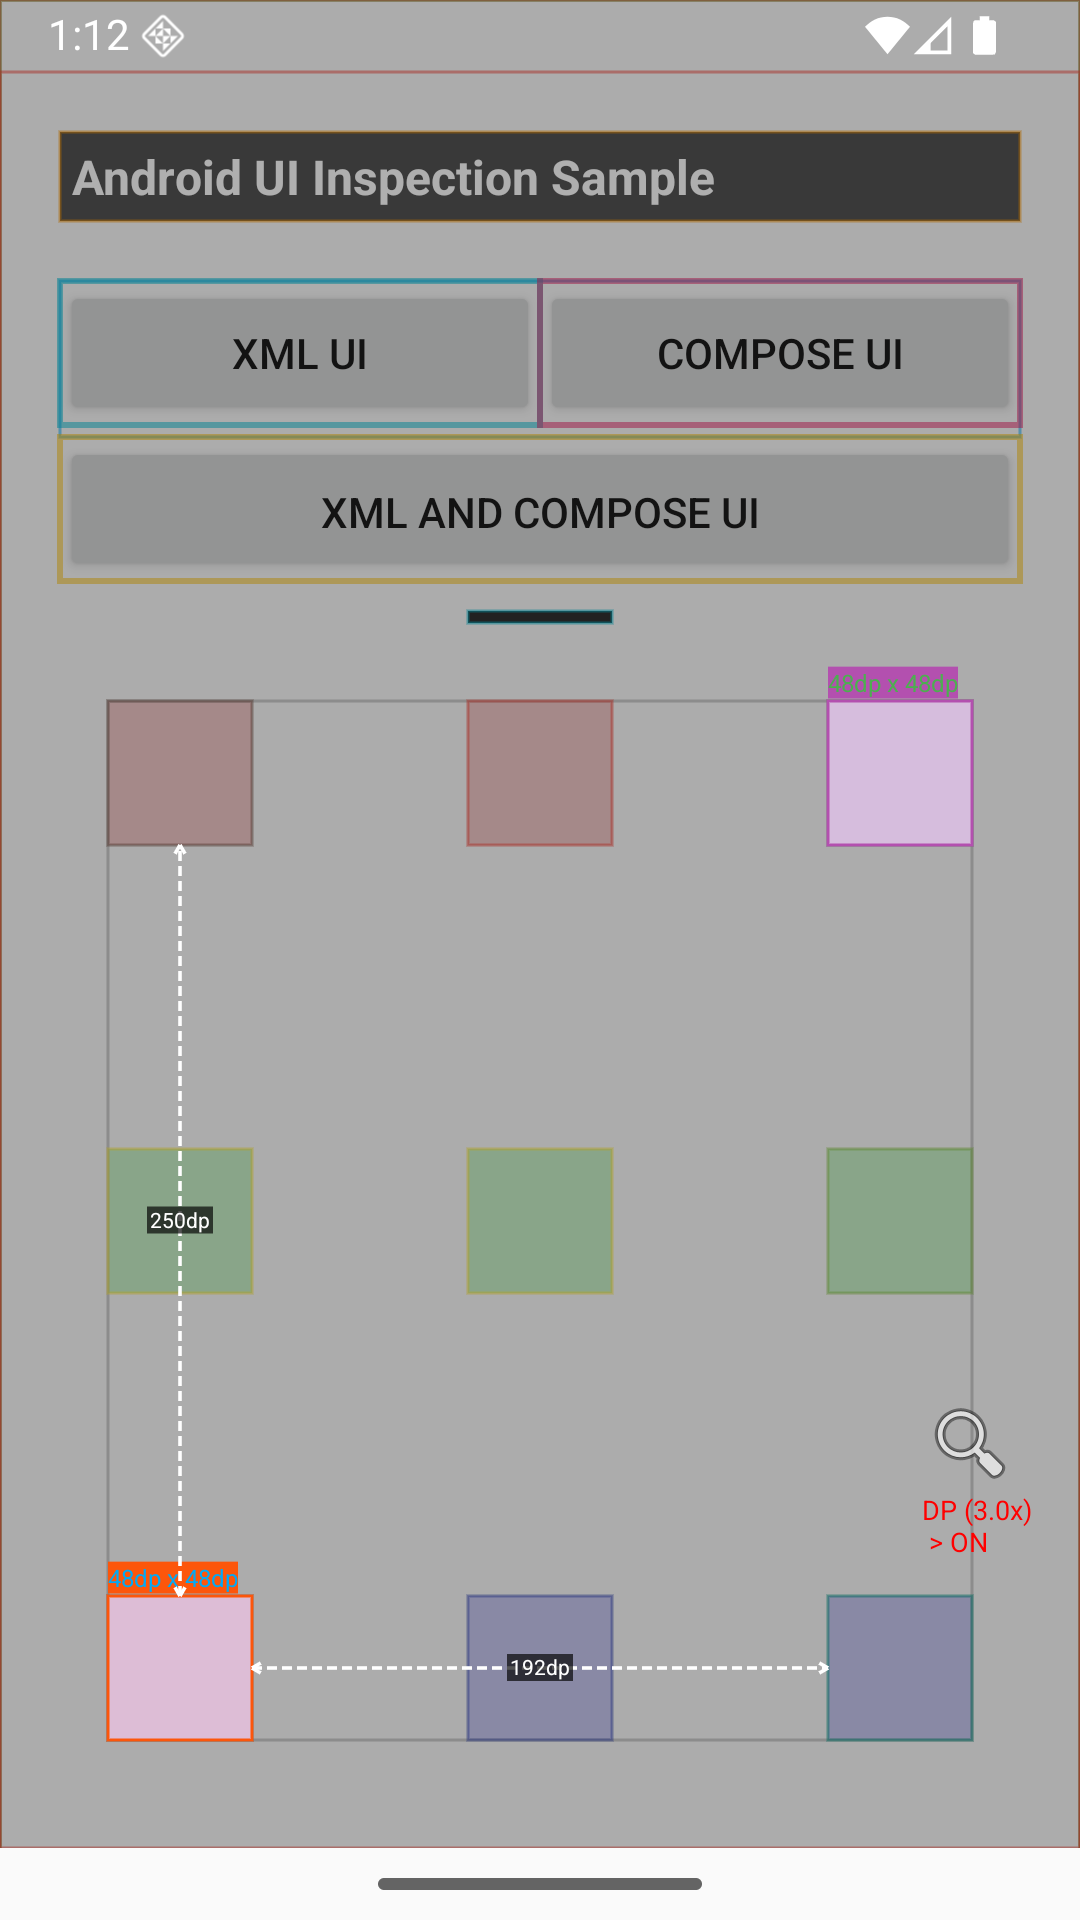 1:12
Android UI Inspection Sample
XML UI
COMPOSE UI
XML AND COMPOSE UI
48dp x 48dp
250dp
DP (3.0x)
> ON
48dp x 48dp
192dp